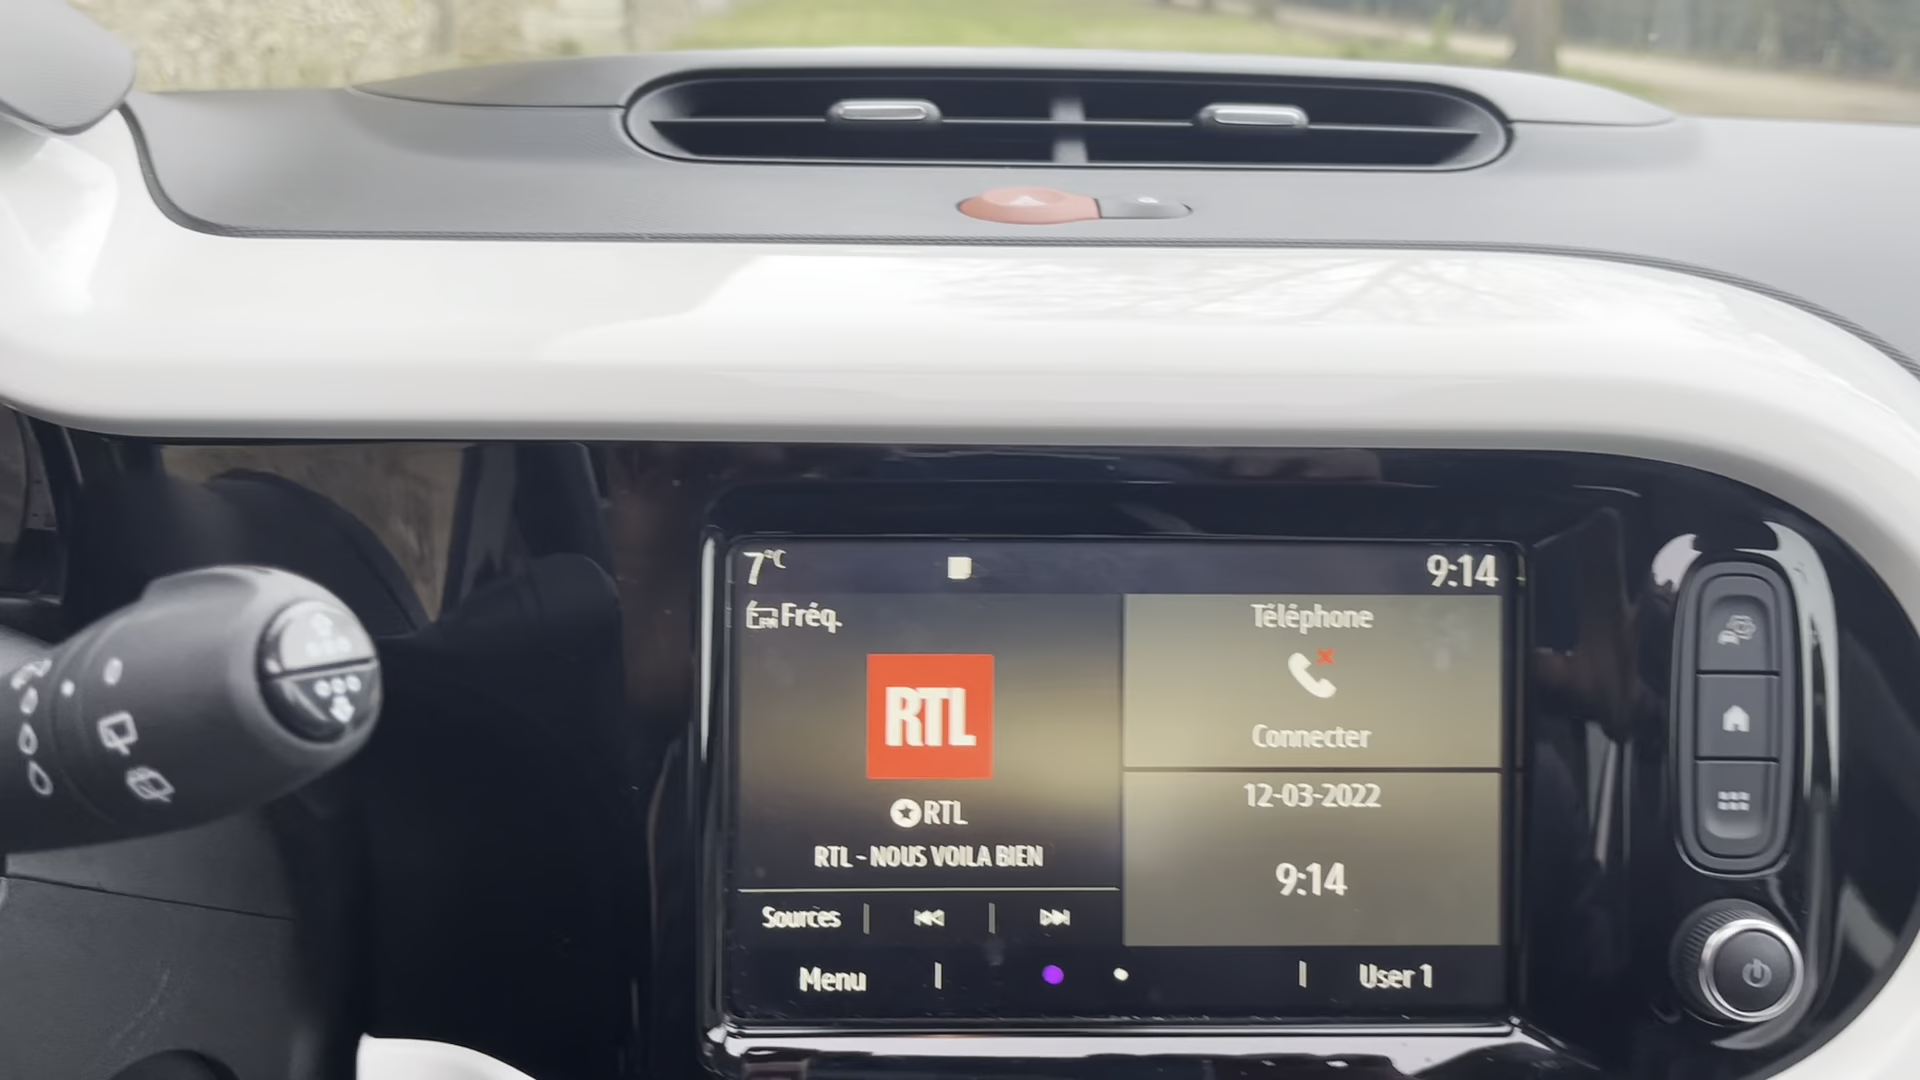 7°C
9:14
FM Fréq.
RTL
RTL
RTL - NOUS VOILA BIEN
Sources
Menu
Téléphone
Connecter
12-03-2022
9:14
User 1